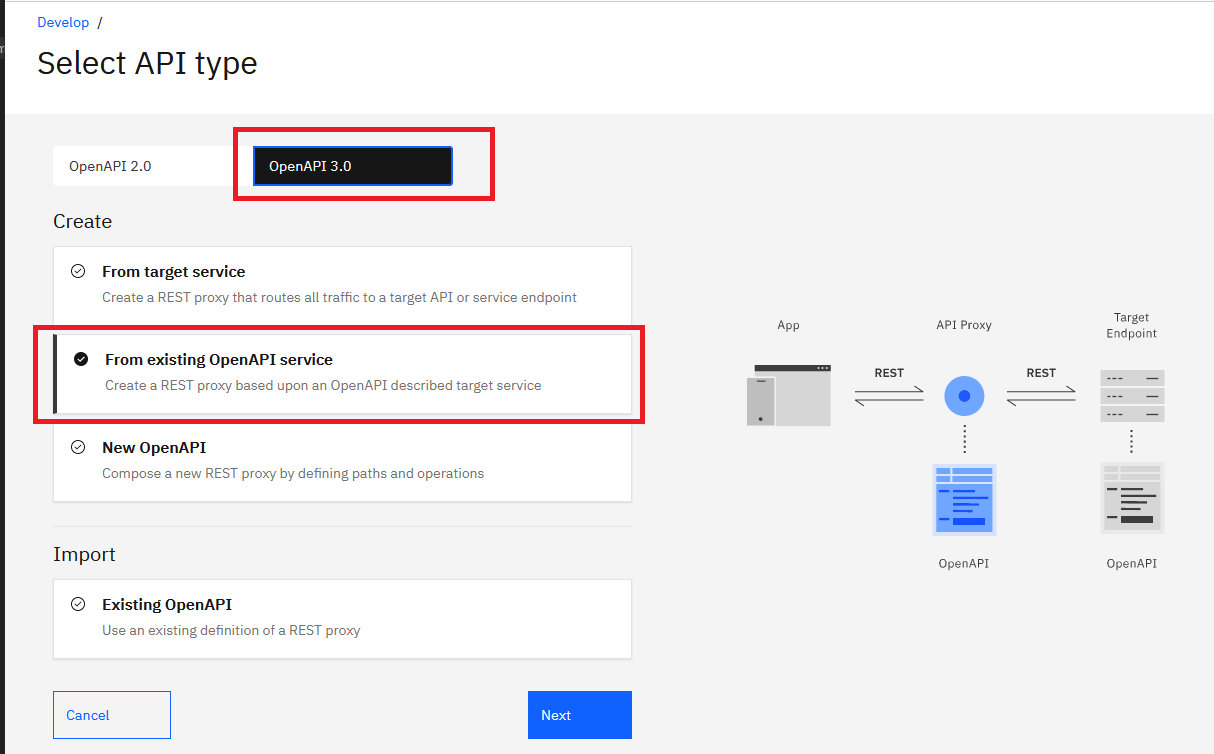 Develop /
Select API type
OpenAPI 2.0
OpenAPI 3.0
Create
From target service
Create a REST proxy that routes all traffic to a target API or service endpoint
From existing OpenAPI service
Create a REST proxy based upon an OpenAPI described target service
New OpenAPI
Compose a new REST proxy by defining paths and operations
Import
Existing OpenAPI
Use an existing definition of a REST proxy
Cancel
Next
App
API Proxy
Target
Endpoint
REST
REST
OpenAPI
OpenAPI